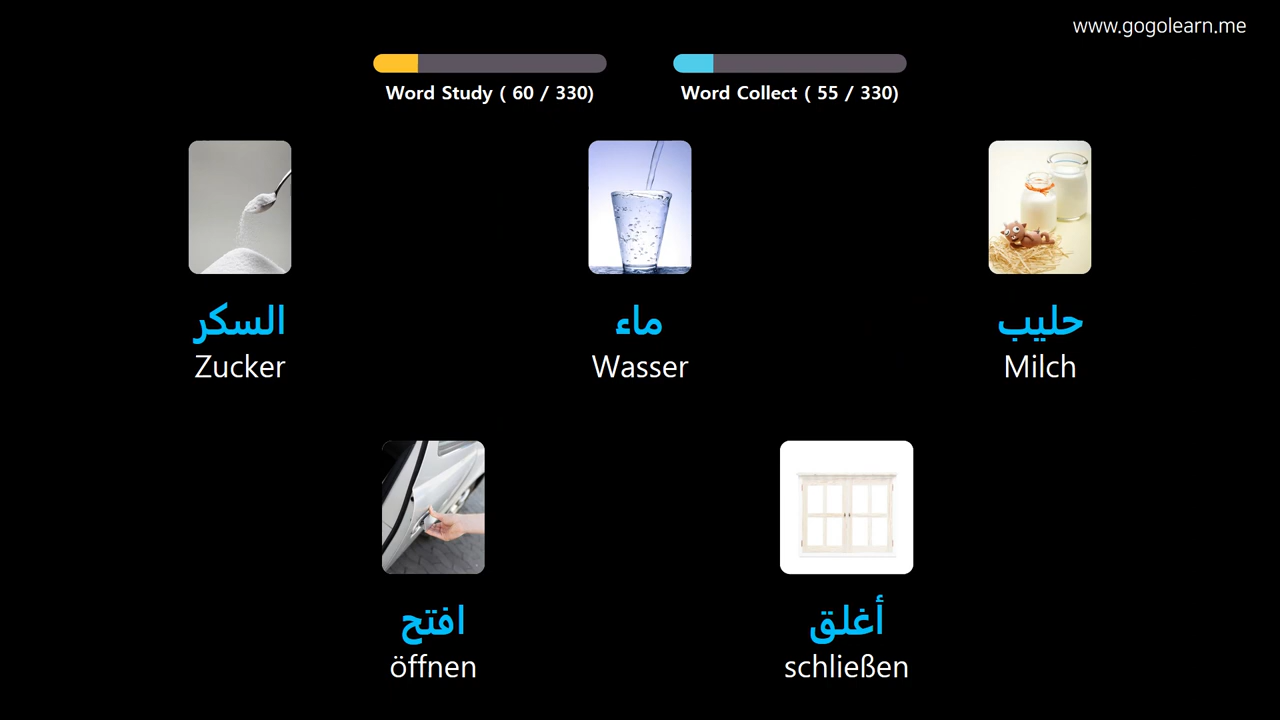 www.gogolearn.me
Word Study ( 60 / 330)
Word Collect ( 55 / 330)
السكر
Zucker
ماء
Wasser
حليب
Milch
افتح
öffnen
أغلق
schließen